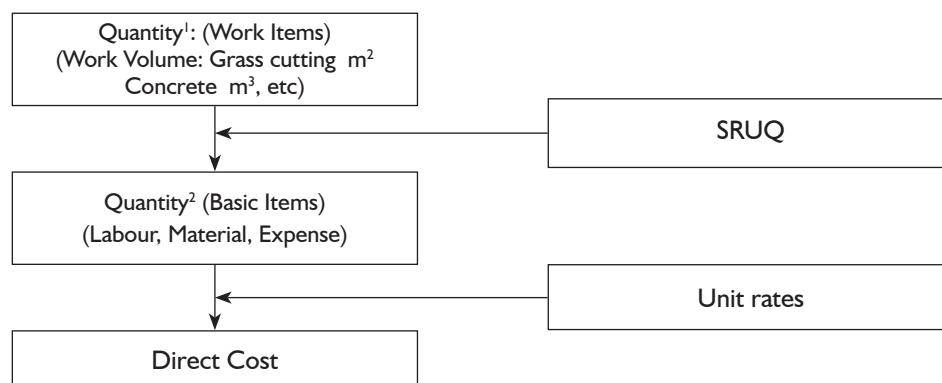 Quantity¹: (Work Items)
(Work Volume: Grass cutting m²
Concrete m³, etc)
SRUQ
Quantity² (Basic Items)
(Labour, Material, Expense)
Unit rates
Direct Cost